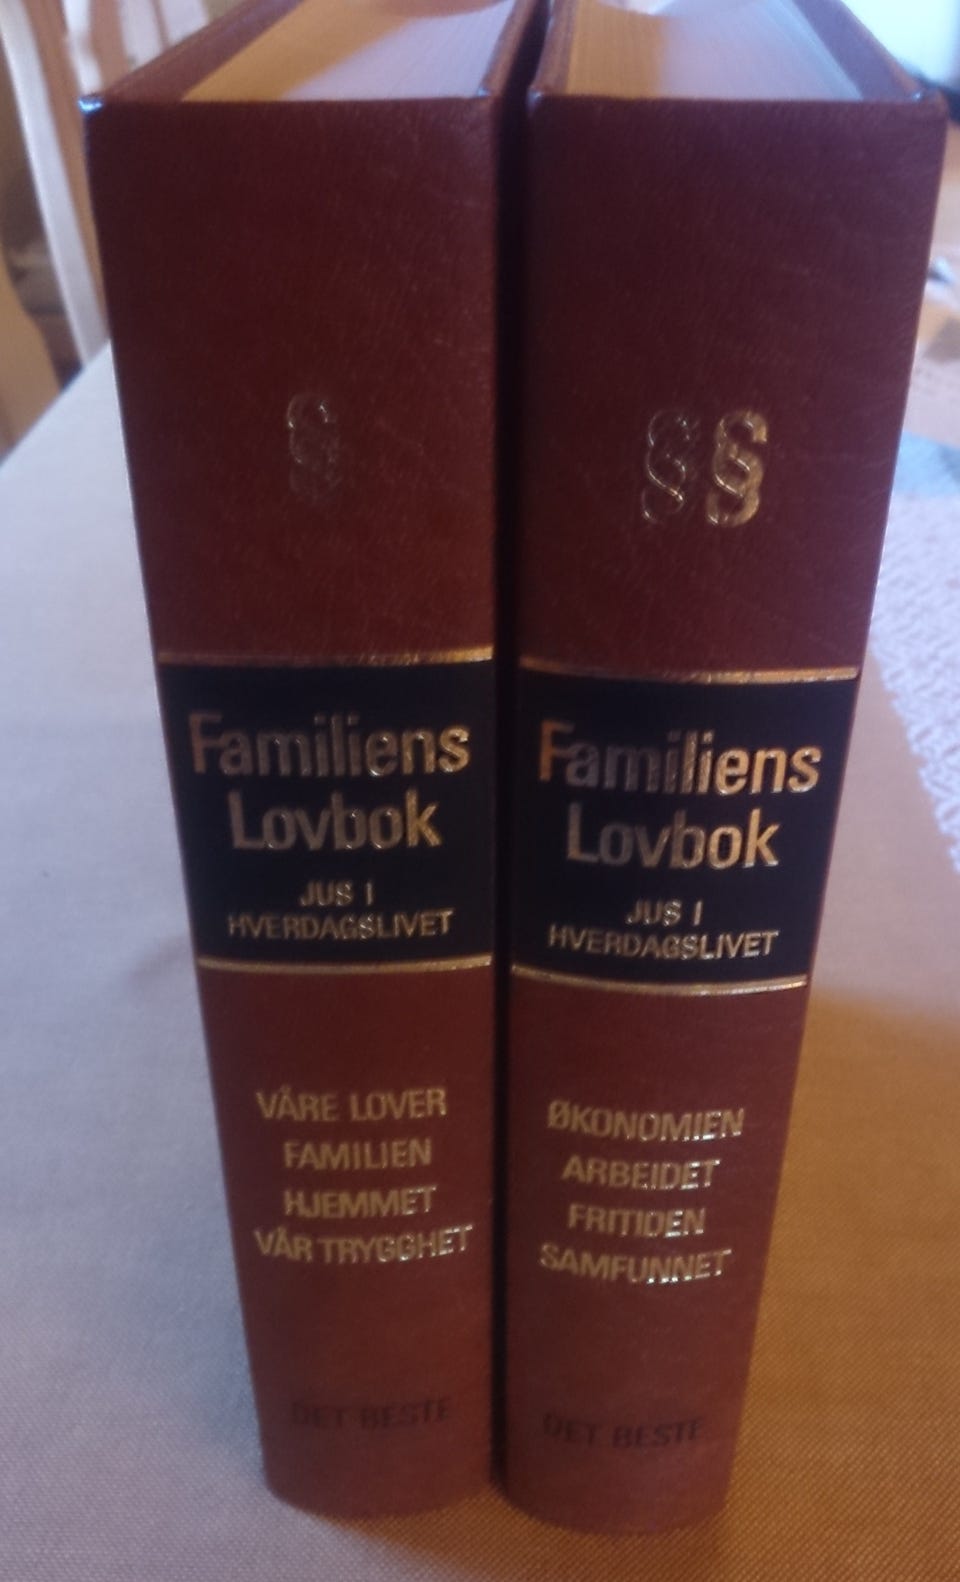 §
Familiens
Lovbok
JUS I
HVERDAGSLIVET
VÅRE LOVER
FAMILIEN
HJEMMET
VÅR TRYGGHET
DET BESTE
§§
Familiens
Lovbok
JUS I
HVERDAGSLIVET
ØKONOMIEN
ARBEIDET
FRITIDEN
SAMFUNNET
DET BESTE